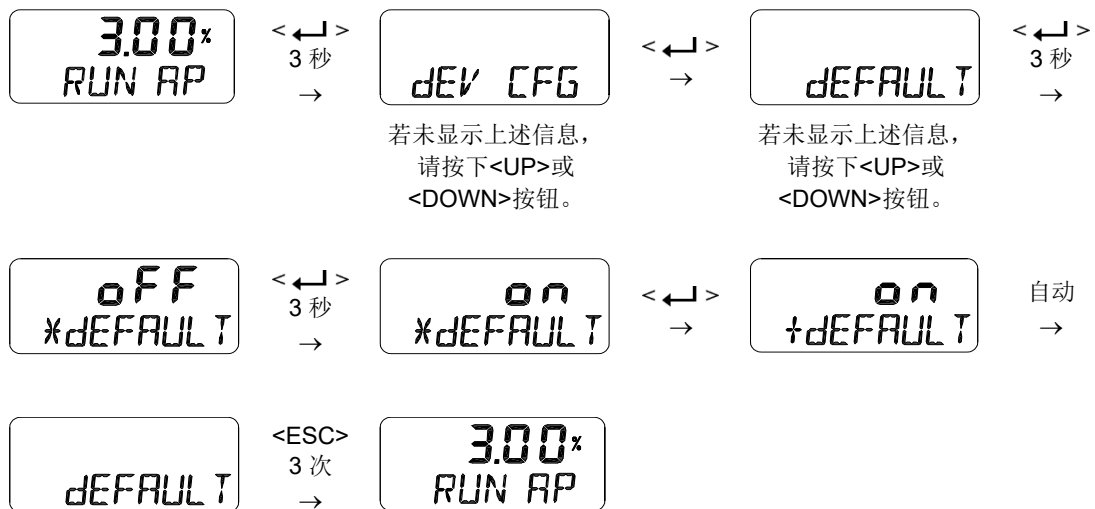 3.00%
RUN AP
<↵>
3 秒
→
dEV CFG
若未显示上述信息，
请按下<UP>或
<DOWN>按钮。
<↵>
→
dEFAULT
若未显示上述信息，
请按下<UP>或
<DOWN>按钮。
<↵>
3 秒
→
oFF
*dEFAULT
<↵>
3 秒
→
on
*dEFAULT
<↵>
→
on
+dEFAULT
自动
→
dEFAULT
<ESC>
3 次
→
3.00%
RUN AP